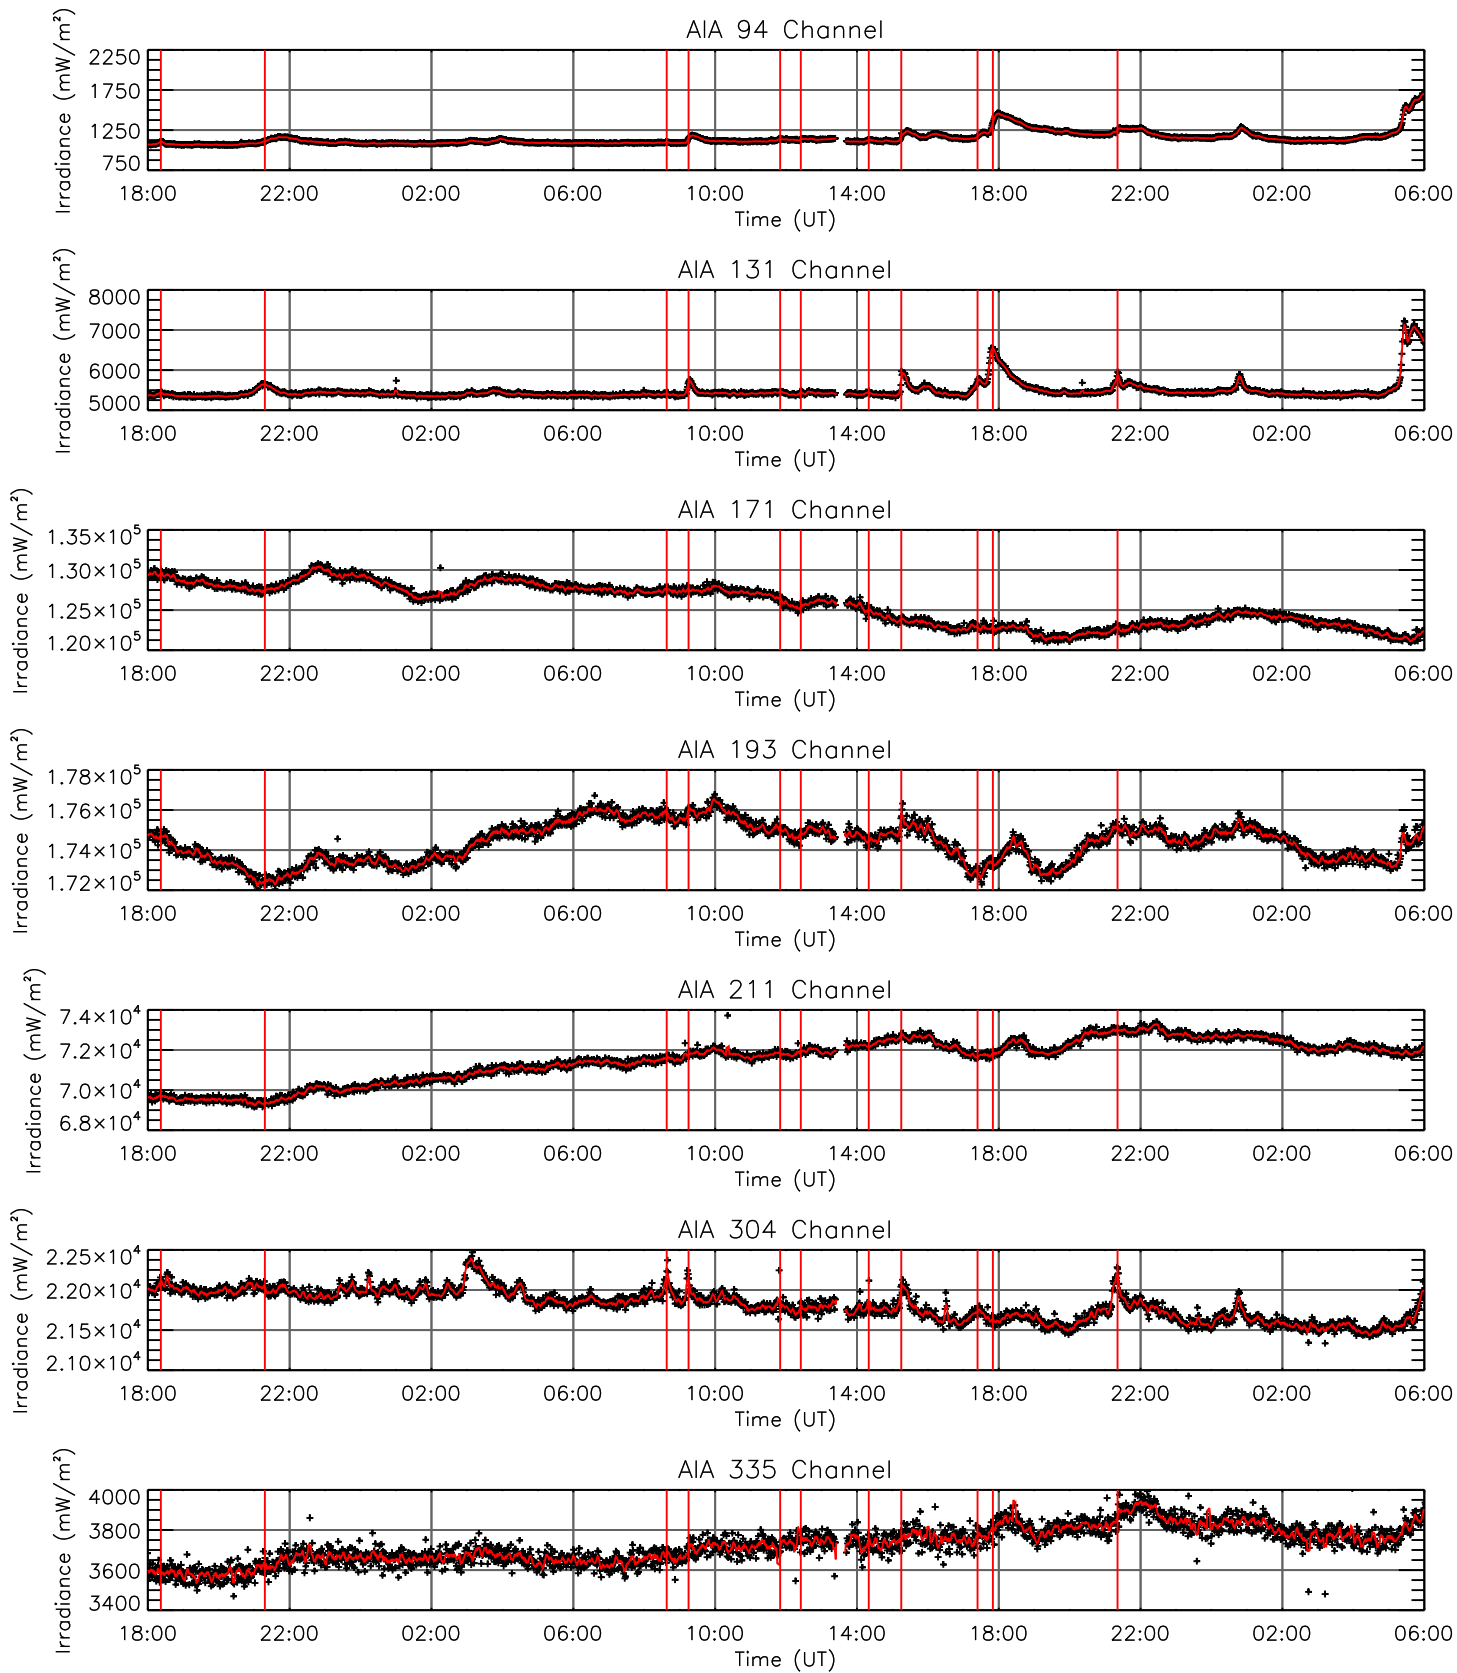 AIA 94 Channel
Irradiance (mW/m²)
2250
1750
1250
750
18:00 22:00 02:00 06:00 10:00 14:00 18:00 22:00 02:00 06:00
Time (UT)
AIA 131 Channel
Irradiance (mW/m²)
8000
7000
6000
5000
18:00 22:00 02:00 06:00 10:00 14:00 18:00 22:00 02:00 06:00
Time (UT)
AIA 171 Channel
Irradiance (mW/m²)
1.35×10⁵
1.30×10⁵
1.25×10⁵
1.20×10⁵
18:00 22:00 02:00 06:00 10:00 14:00 18:00 22:00 02:00 06:00
Time (UT)
AIA 193 Channel
Irradiance (mW/m²)
1.78×10⁵
1.76×10⁵
1.74×10⁵
1.72×10⁵
18:00 22:00 02:00 06:00 10:00 14:00 18:00 22:00 02:00 06:00
Time (UT)
AIA 211 Channel
Irradiance (mW/m²)
7.4×10⁴
7.2×10⁴
7.0×10⁴
6.8×10⁴
18:00 22:00 02:00 06:00 10:00 14:00 18:00 22:00 02:00 06:00
Time (UT)
AIA 304 Channel
Irradiance (mW/m²)
2.25×10⁴
2.20×10⁴
2.15×10⁴
2.10×10⁴
18:00 22:00 02:00 06:00 10:00 14:00 18:00 22:00 02:00 06:00
Time (UT)
AIA 335 Channel
Irradiance (mW/m²)
4000
3800
3600
3400
18:00 22:00 02:00 06:00 10:00 14:00 18:00 22:00 02:00 06:00
Time (UT)